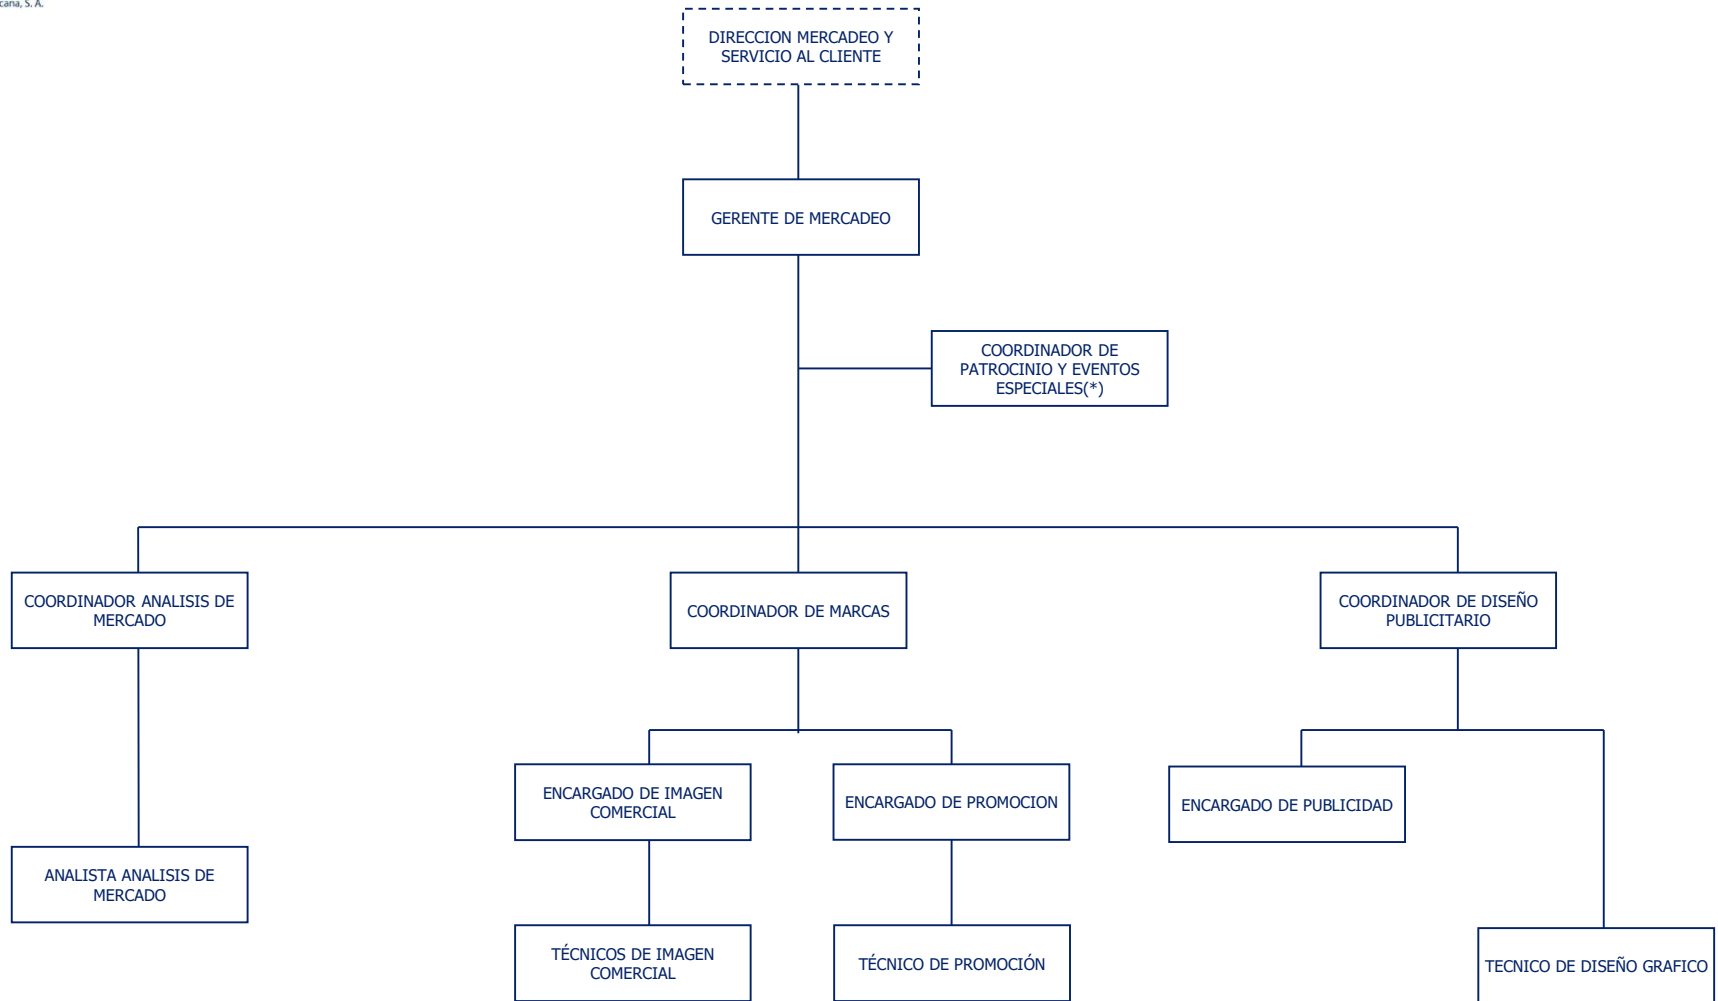 cana, S. A.
DIRECCION MERCADEO Y
SERVICIO AL CLIENTE
GERENTE DE MERCADEO
COORDINADOR DE
PATROCINIO Y EVENTOS
ESPECIALES(*)
COORDINADOR ANALISIS DE
MERCADO
COORDINADOR DE MARCAS
COORDINADOR DE DISEÑO
PUBLICITARIO
ENCARGADO DE IMAGEN
COMERCIAL
ENCARGADO DE PROMOCION
ENCARGADO DE PUBLICIDAD
ANALISTA ANALISIS DE
MERCADO
TÉCNICOS DE IMAGEN
COMERCIAL
TÉCNICO DE PROMOCIÓN
TECNICO DE DISEÑO GRAFICO